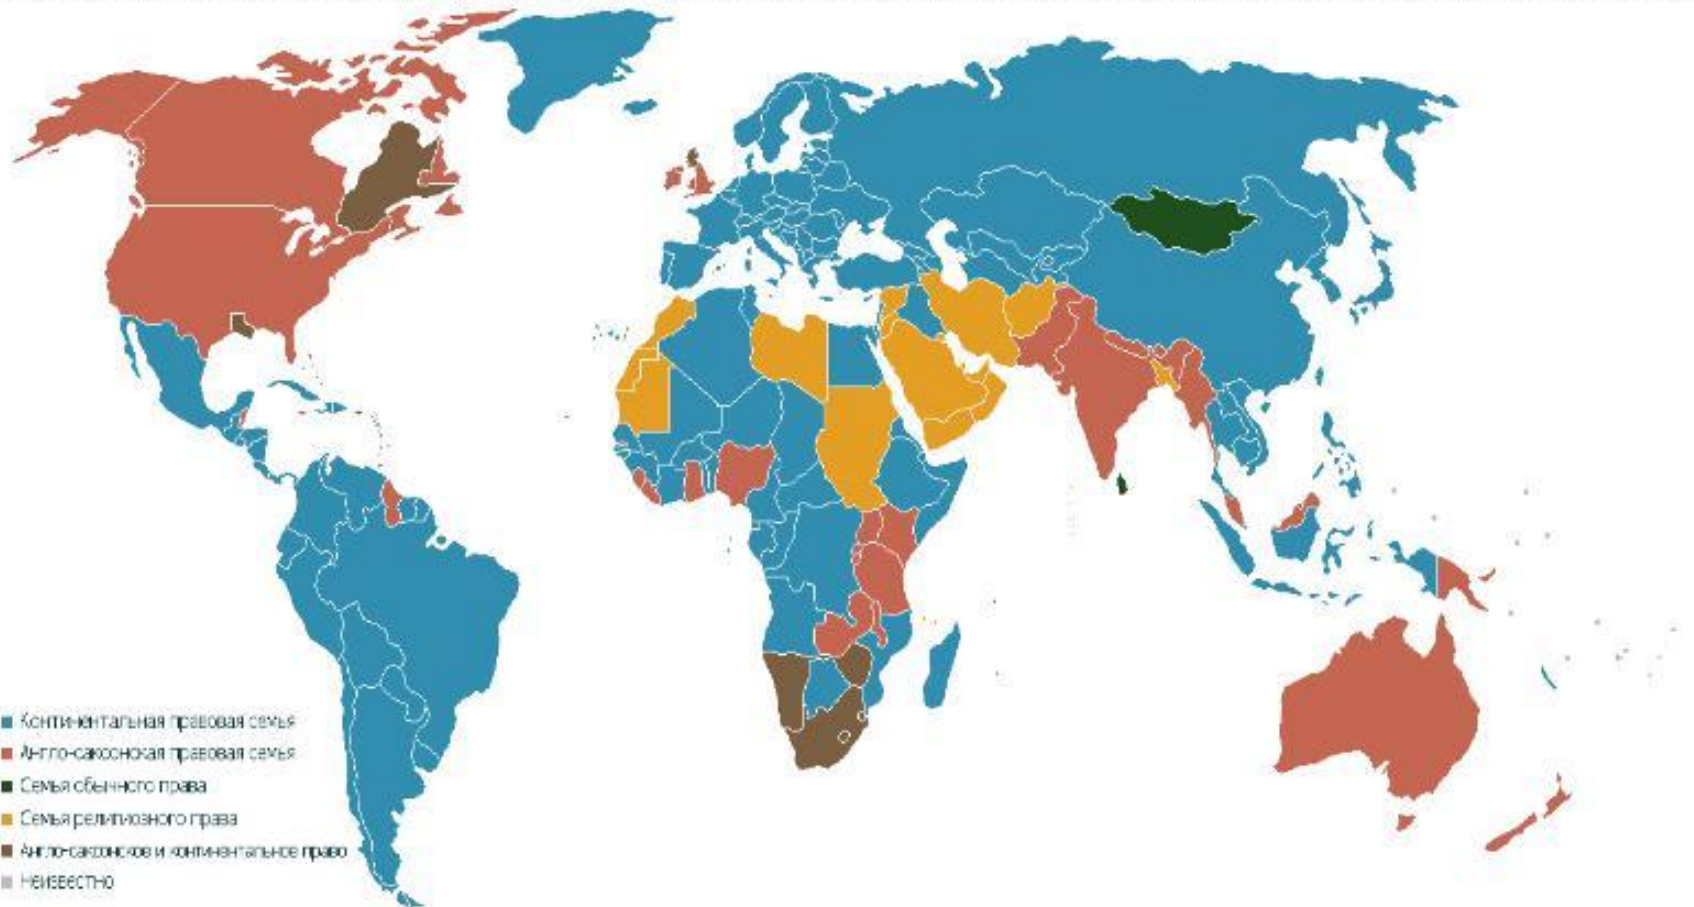 Континентальная правовая семья
Англо-саксонская правовая семья
Семья обычного права
Семья религиозного права
Англо-саксонское и континентальное право
Неизвестно